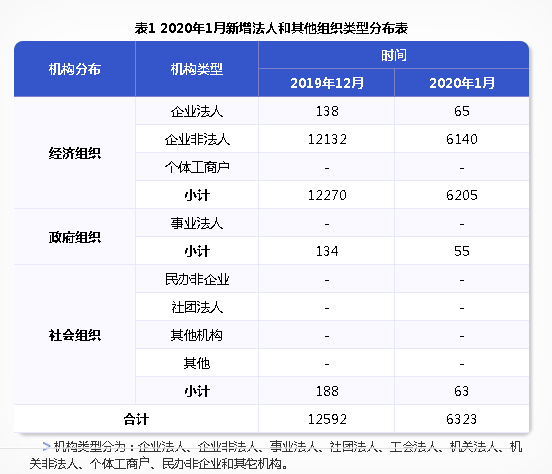 表1 2020年1月新增法人和其他组织类型分布表
机构分布 机构类型 时间
2019年12月 2020年1月
经济组织 企业法人 138 65
企业非法人 12132 6140
个体工商户 - -
小计 12270 6205
政府组织 事业法人 - -
小计 134 55
社会组织 民办非企业 - -
社团法人 - -
其他机构 - -
其他 - -
小计 188 63
合计 12592 6323
> 机构类型分为：企业法人、企业非法人、事业法人、社团法人、工会法人、机关法人、机
关非法人、个体工商户、民办非企业和其它机构。